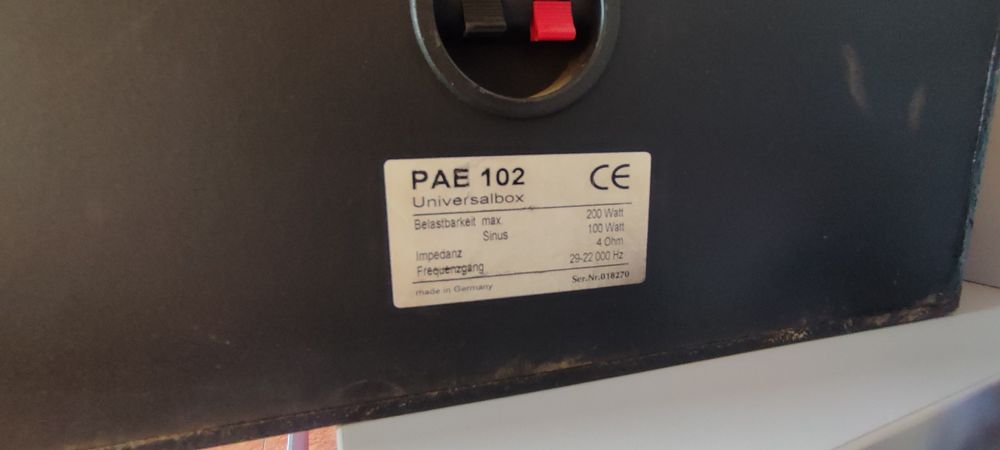 PAE 102 CE
Universalbox
Belastbarkeit max. 200 Watt
Sinus 100 Watt
Impedanz 4 Ohm
Frequenzgang 29-22 000 Hz
made in Germany Ser.Nr.018270